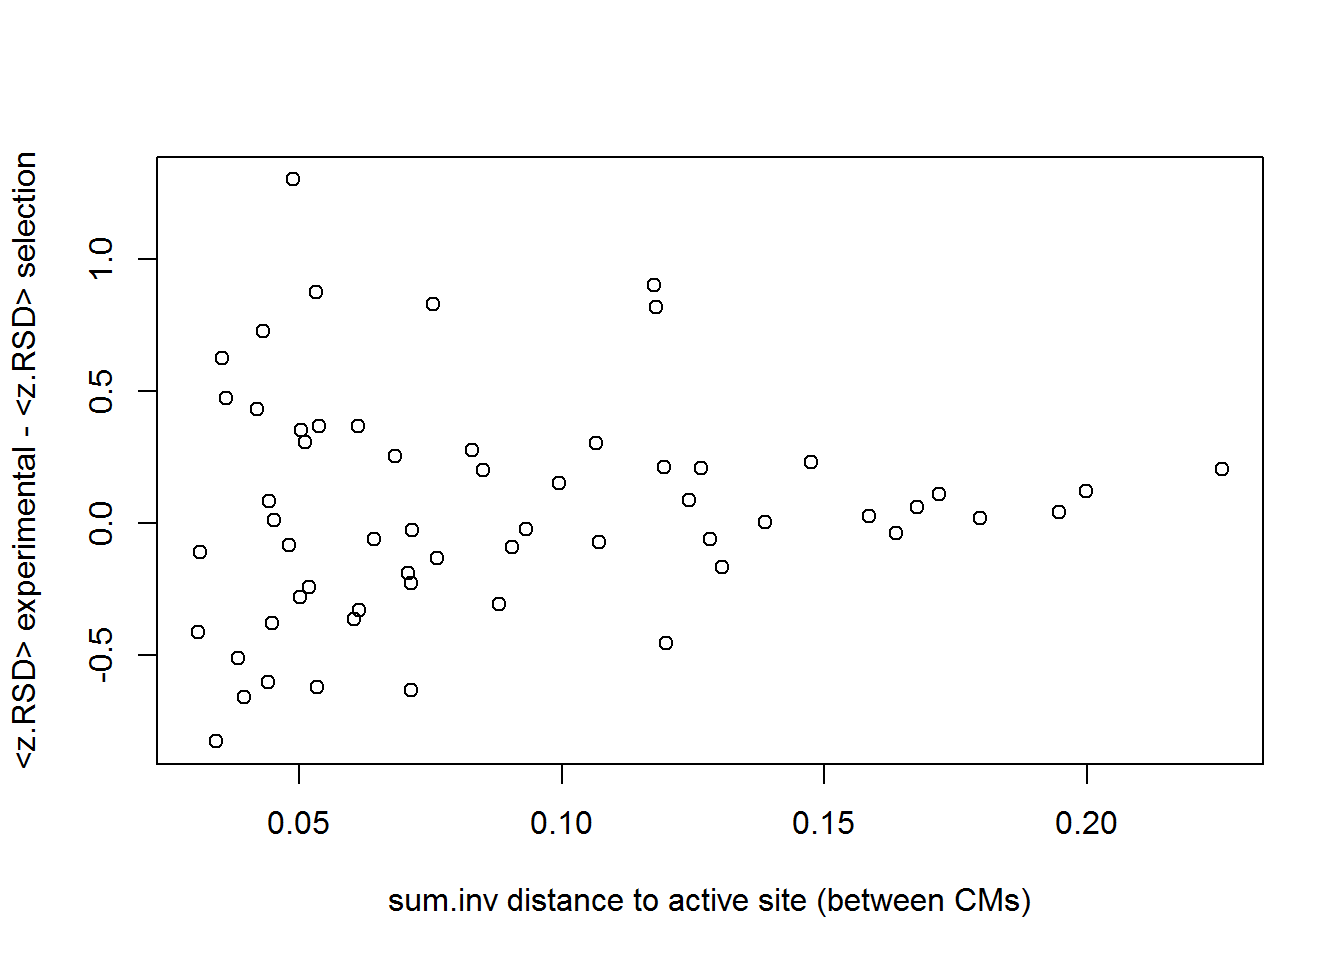 <z.RSD> experimental - <z.RSD> selection
1.0
0.5
0.0
-0.5
0.05 0.10 0.15 0.20
sum.inv distance to active site (between CMs)